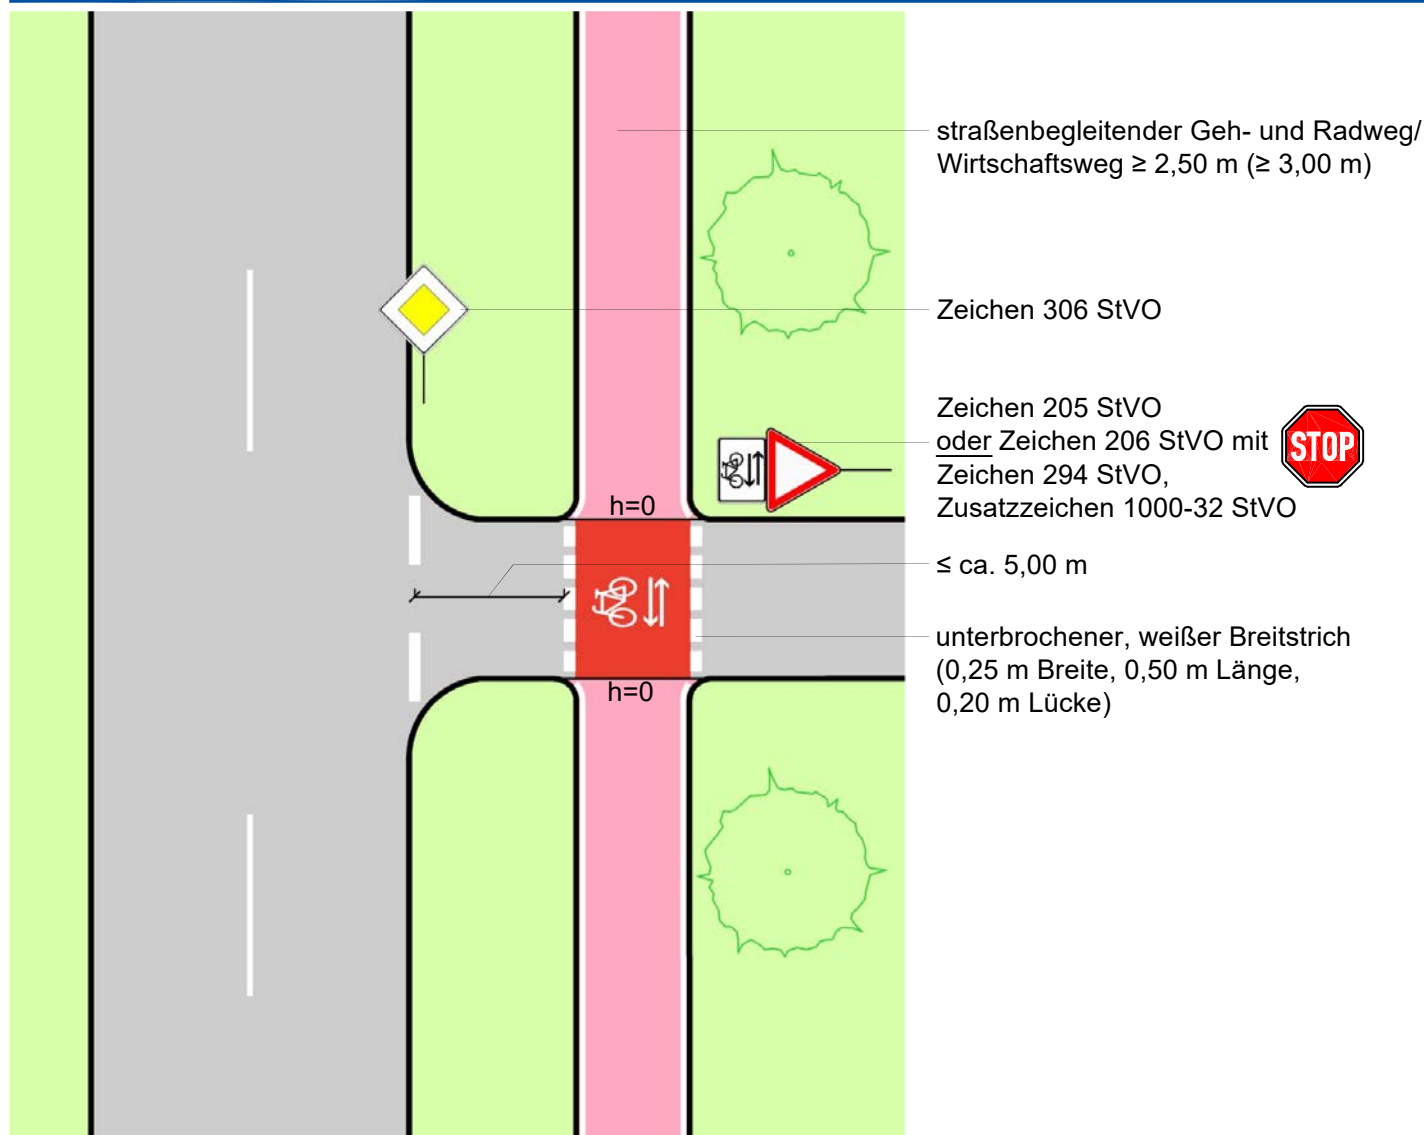 straßenbegleitender Geh- und Radweg/
Wirtschaftsweg ≥ 2,50 m (≥ 3,00 m)
Zeichen 306 StVO
Zeichen 205 StVO
oder Zeichen 206 StVO mit
Zeichen 294 StVO,
Zusatzzeichen 1000-32 StVO
STOP
h=0
≤ ca. 5,00 m
unterbrochener, weißer Breitstrich
(0,25 m Breite, 0,50 m Länge,
0,20 m Lücke)
h=0